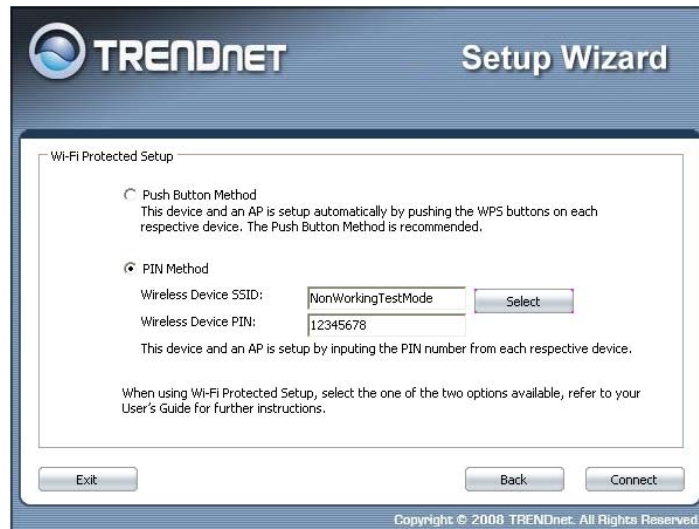 TRENDNET
Setup Wizard
Wi-Fi Protected Setup
Push Button Method
This device and an AP is setup automatically by pushing the WPS buttons on each
respective device. The Push Button Method is recommended.
PIN Method
Wireless Device SSID:
NonWorkingTestMode
Select
Wireless Device PIN:
12345678
This device and an AP is setup by inputing the PIN number from each respective device.
When using Wi-Fi Protected Setup, select the one of the two options available, refer to your
User's Guide for further instructions.
Exit
Back
Connect
Copyright © 2008 TRENDnet. All Rights Reserved